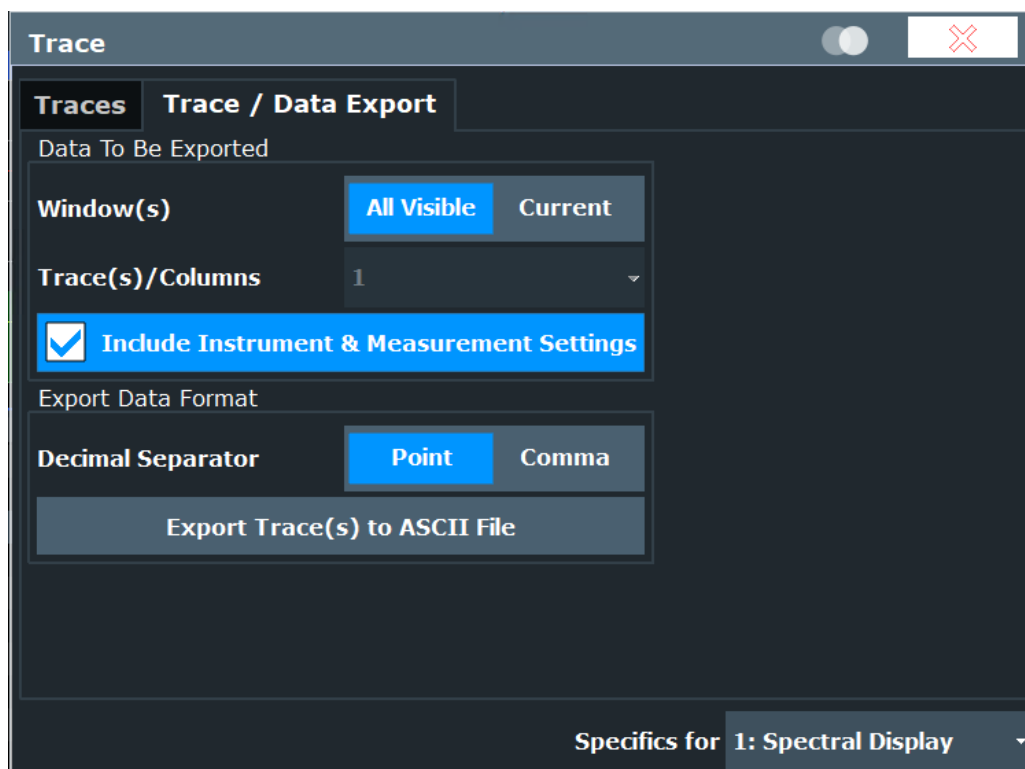 Trace
Traces Trace / Data Export
Data To Be Exported
Window(s) All Visible Current
Trace(s)/Columns 1
Include Instrument & Measurement Settings
Export Data Format
Decimal Separator Point Comma
Export Trace(s) to ASCII File
Specifics for 1: Spectral Display